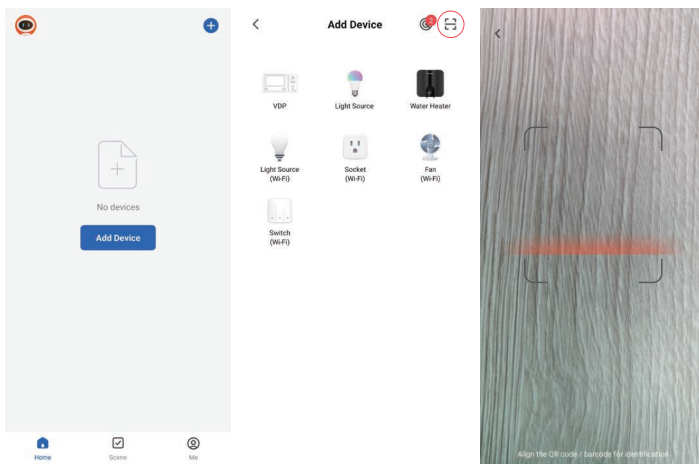 No devices
Add Device
Home
Scene
Me
Add Device
2
VDP
Light Source
Water Heater
Light Source
(Wi-Fi)
Socket
(Wi-Fi)
Fan
(Wi-Fi)
Switch
(Wi-Fi)
Align the QR code / barcode for identification